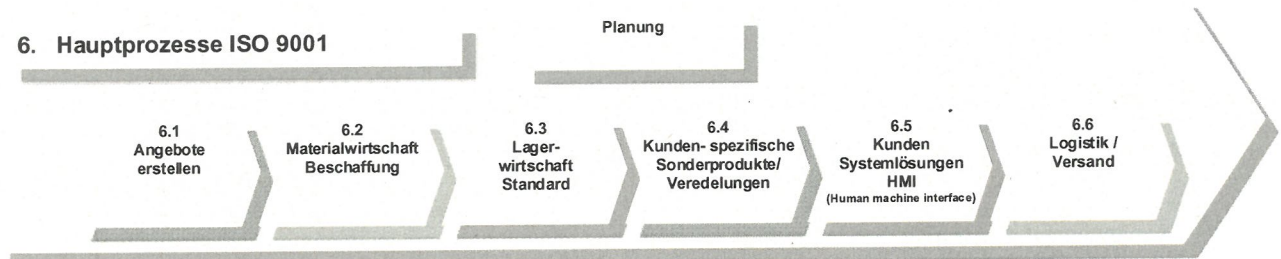 6. Hauptprozesse ISO 9001
Planung
6.1
Angebote
erstellen
6.2
Materialwirtschaft
Beschaffung
6.3
Lager-
wirtschaft
Standard
6.4
Kunden- spezifische
Sonderprodukte/
Veredelungen
6.5
Kunden
Systemlösungen
HMI
(Human machine interface)
6.6
Logistik /
Versand